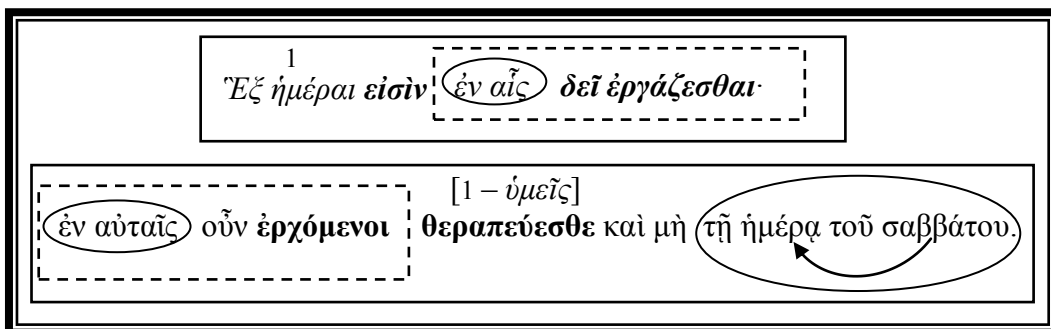 1
Ἓξ ἡμέραι εἰσὶν ἐν αἷς δεῖ ἐργάζεσθαι·
[1 – ὑμεῖς]
ἐν αὐταῖς οὖν ἐρχόμενοι θεραπεύεσθε καὶ μὴ τῇ ἡμέρᾳ τοῦ σαββάτου.